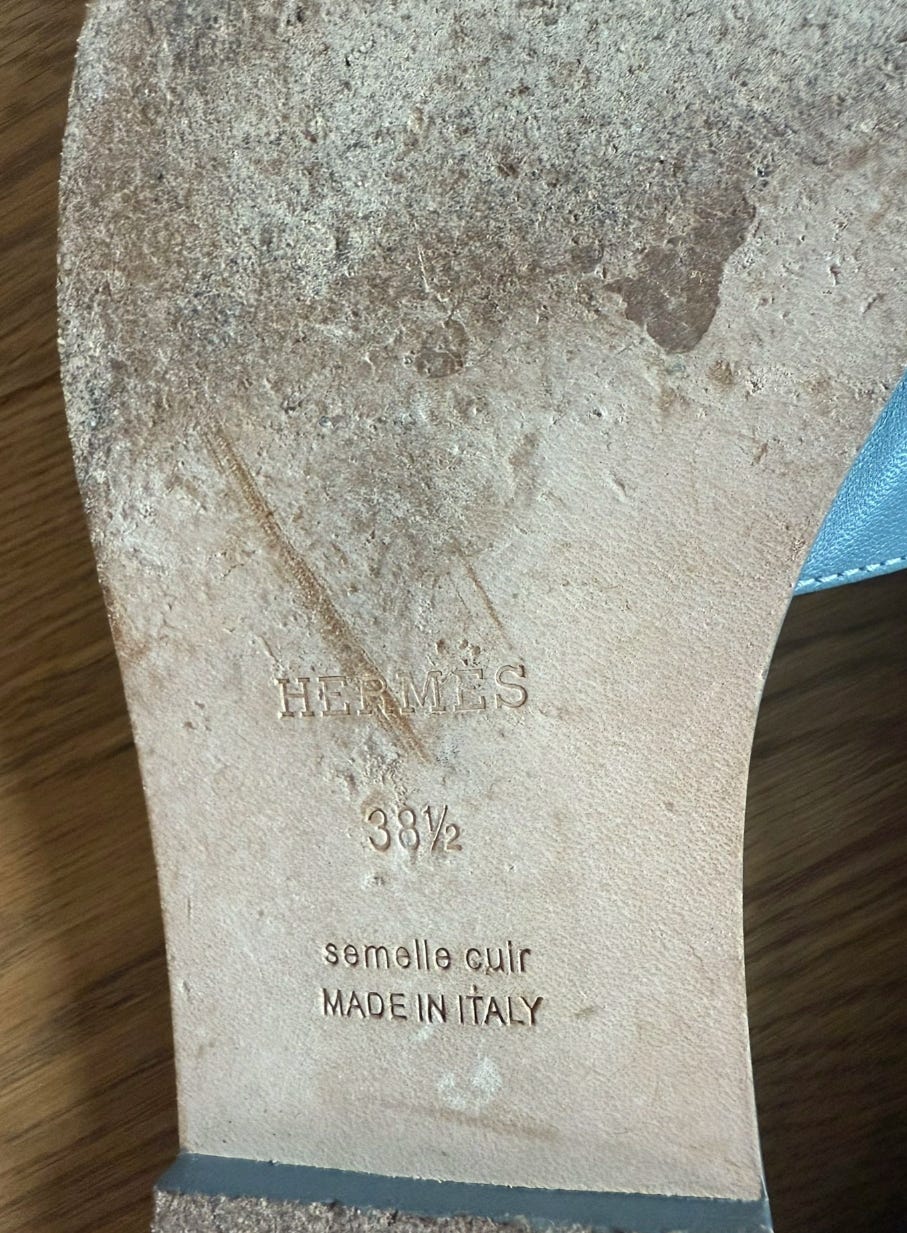 HERMÈS
38½
semelle cuir
MADE IN ITALY